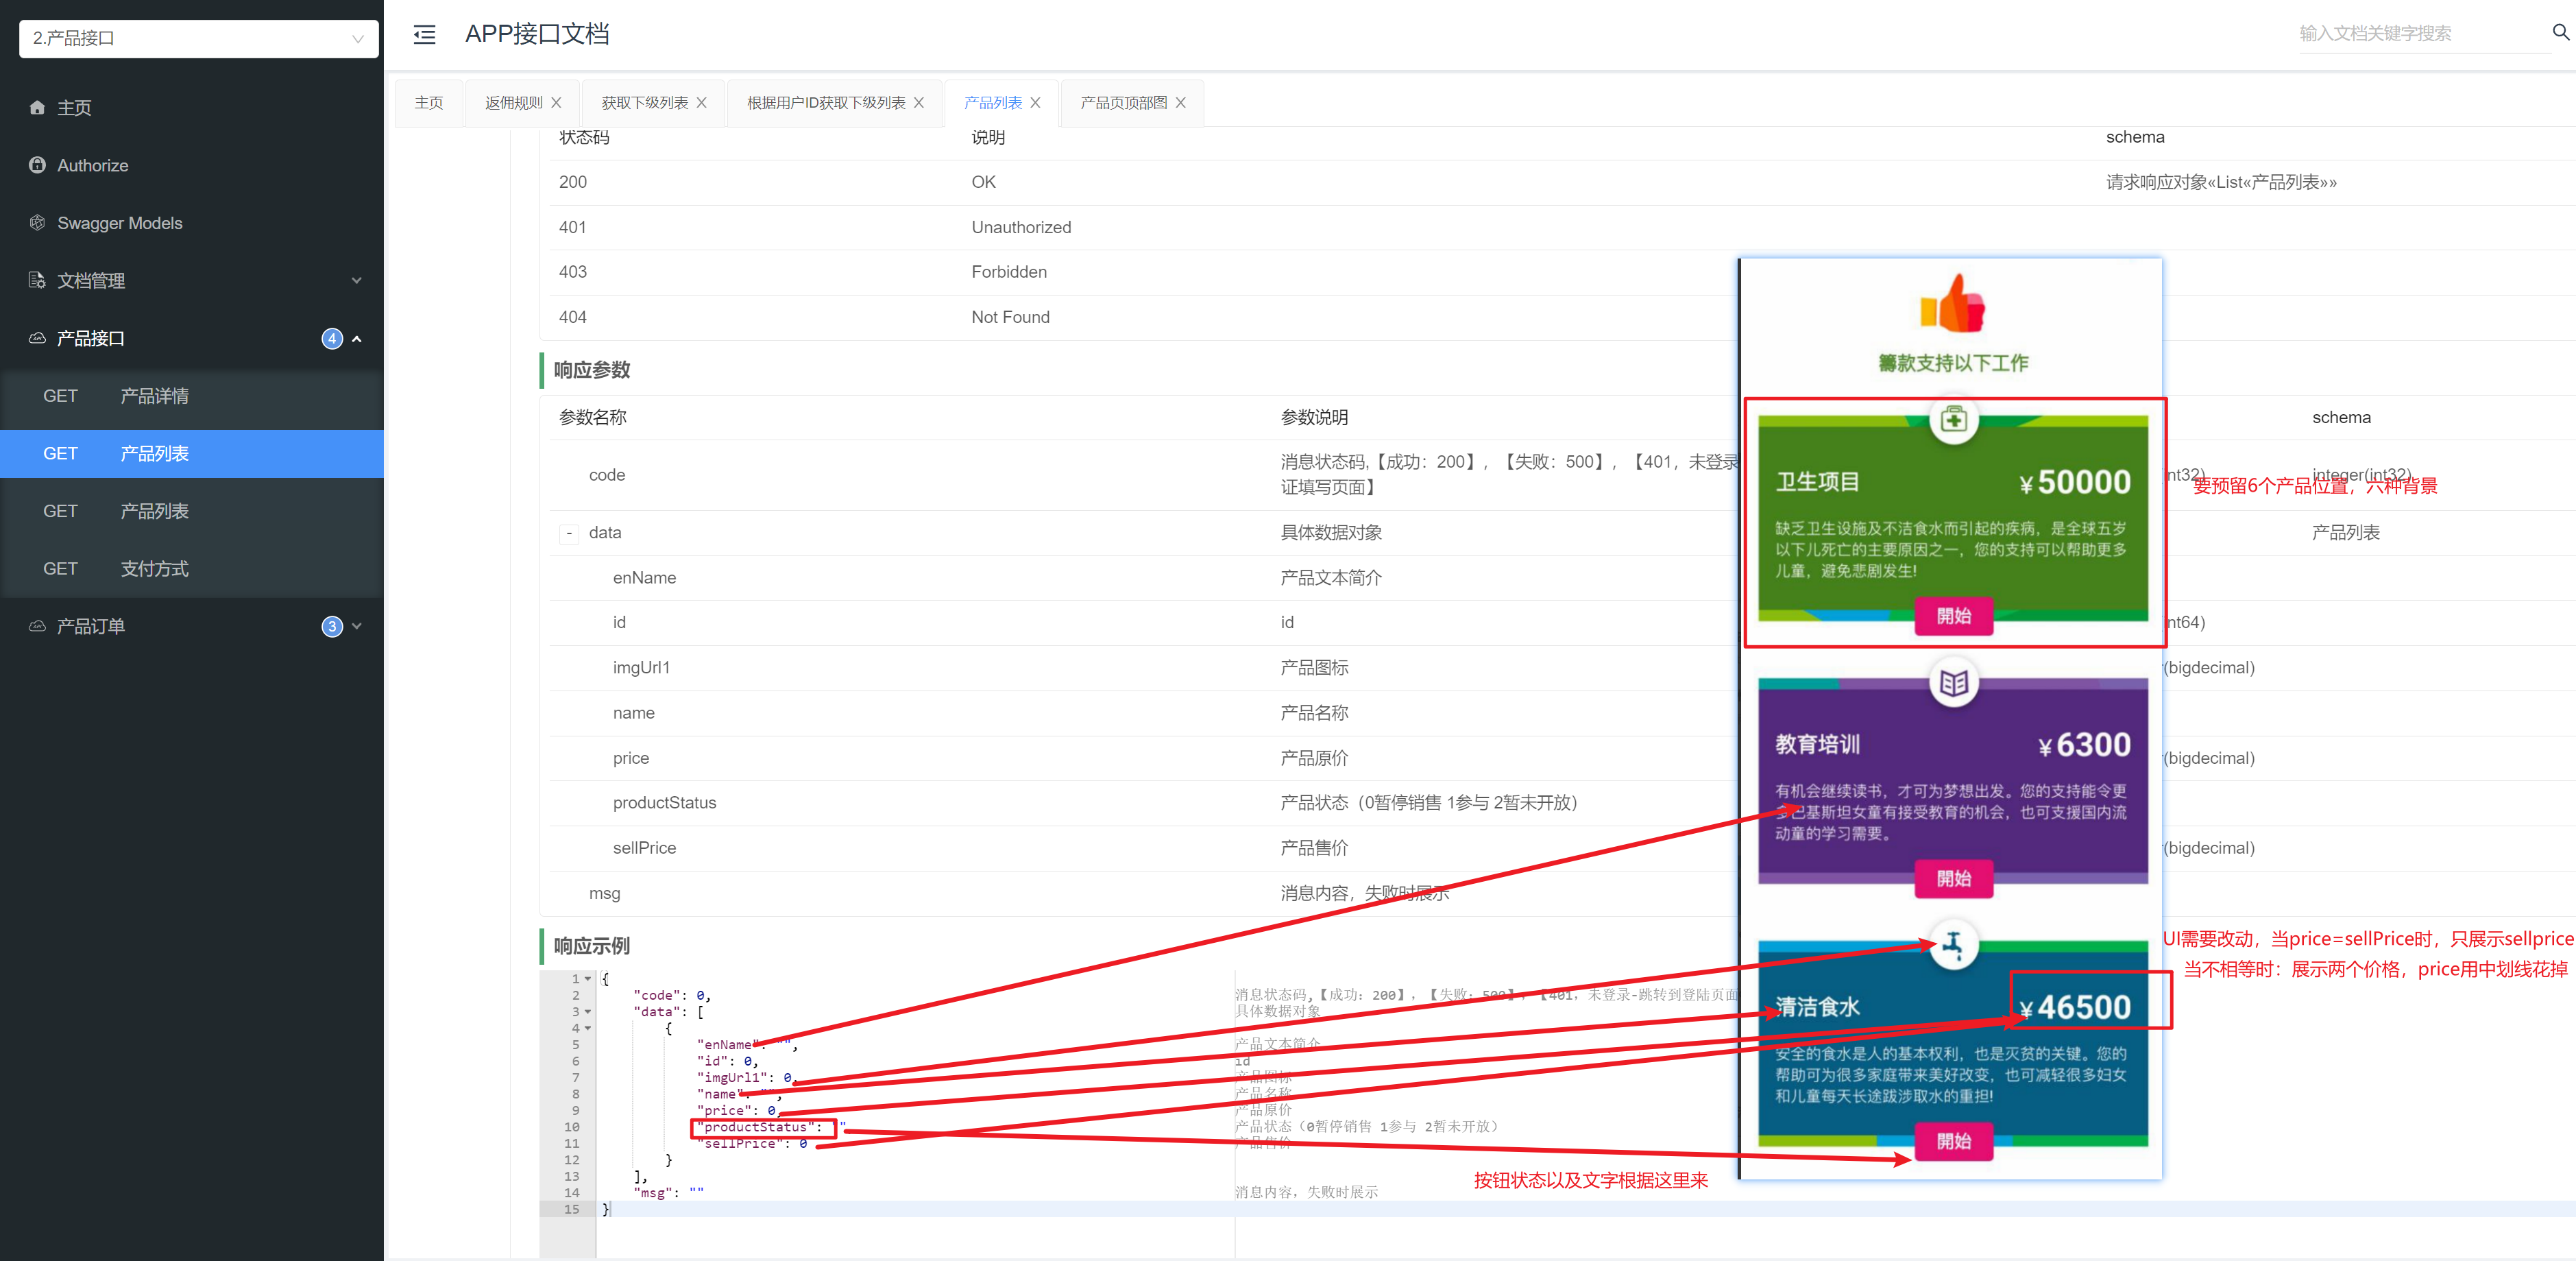 2.产品接口
APP接口文档
输入文档关键字搜索
主页
Authorize
Swagger Models
文档管理
产品接口
4
GET 产品详情
GET 产品列表
GET 产品列表
GET 支付方式
产品订单
3
主页
返佣规则
获取下级列表
根据用户ID获取下级列表
产品列表
产品页顶部图
状态码 说明 schema
200 OK 请求响应对象«List«产品列表»»
401 Unauthorized
403 Forbidden
404 Not Found
响应参数
参数名称 参数说明 schema
code 消息状态码,【成功：200】，【失败：500】，【401，未登录
证填写页面】
nt32) integer(int32)
- data 具体数据对象 产品列表
enName 产品文本简介
id id nt64)
imgUrl1 产品图标 (bigdecimal)
name 产品名称
price 产品原价 (bigdecimal)
productStatus 产品状态（0暂停销售 1参与 2暂未开放）
sellPrice 产品售价 (bigdecimal)
msg 消息内容，失败时展示
响应示例
1 {
2 "code": 0, 消息状态码,【成功：200】，【失败：500】，【401，未登录-跳转到登陆页面
3 "data": [ 具体数据对象
4 {
5 "enName": "", 产品文本简介
6 "id": 0, id
7 "imgUrl1": 0, 产品图标
8 "name": "", 产品名称
9 "price": 0, 产品原价
10 "productStatus": "" 产品状态（0暂停销售 1参与 2暂未开放）
11 "sellPrice": 0 产品售价
12 }
13 ],
14 "msg": "" 消息内容，失败时展示
15 }
籌款支持以下工作
卫生项目 ¥50000
缺乏卫生设施及不洁食水而引起的疾病，是全球五岁
以下儿死亡的主要原因之一，您的支持可以帮助更多
儿童，避免悲剧发生!
開始
教育培训 ¥6300
有机会继续读书，才可为梦想出发。您的支持能令更
多巴基斯坦女童有接受教育的机会，也可支援国内流
动童的学习需要。
開始
清洁食水 ¥46500
安全的食水是人的基本权利，也是灭贫的关键。您的
帮助可为很多家庭带来美好改变，也可减轻很多妇女
和儿童每天长途跋涉取水的重担!
開始
要预留6个产品位置，六种背景
UI需要改动，当price=sellPrice时，只展示sellprice
当不相等时：展示两个价格，price用中划线花掉
按钮状态以及文字根据这里来